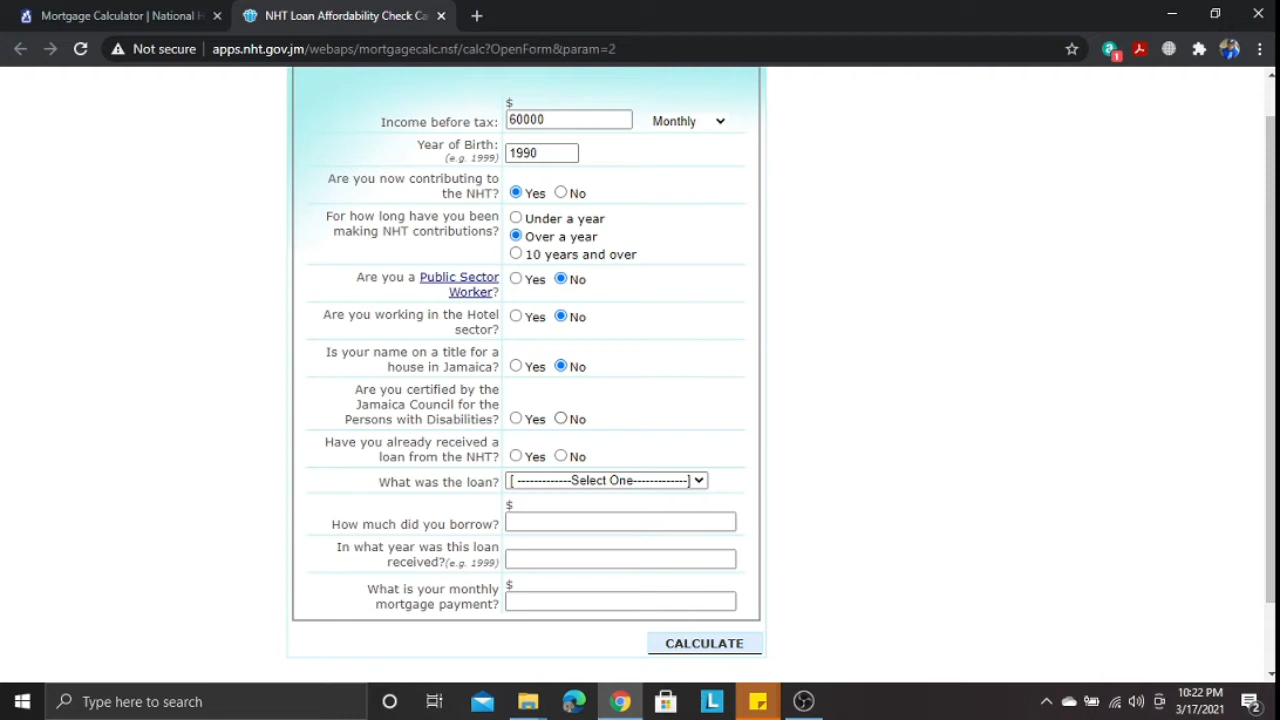 Mortgage Calculator | National H
NHT Loan Affordability Check Ca
Not secure
apps.nht.gov.jm/webaps/mortgagecalc.nsf/calc?OpenForm&param=2
1
$
Income before tax:
60000
Monthly
Year of Birth:
(e.g. 1999)
1990
Are you now contributing to
the NHT?
Yes No
For how long have you been
making NHT contributions?
Under a year
Over a year
10 years and over
Are you a Public Sector
Worker?
Yes No
Are you working in the Hotel
sector?
Yes No
Is your name on a title for a
house in Jamaica?
Yes No
Are you certified by the
Jamaica Council for the
Persons with Disabilities?
Yes No
Have you already received a
loan from the NHT?
Yes No
What was the loan?
[ -------------Select One-------------]
$
How much did you borrow?
In what year was this loan
received?(e.g. 1999)
$
What is your monthly
mortgage payment?
CALCULATE
Type here to search
L
10:22 PM
3/17/2021
2